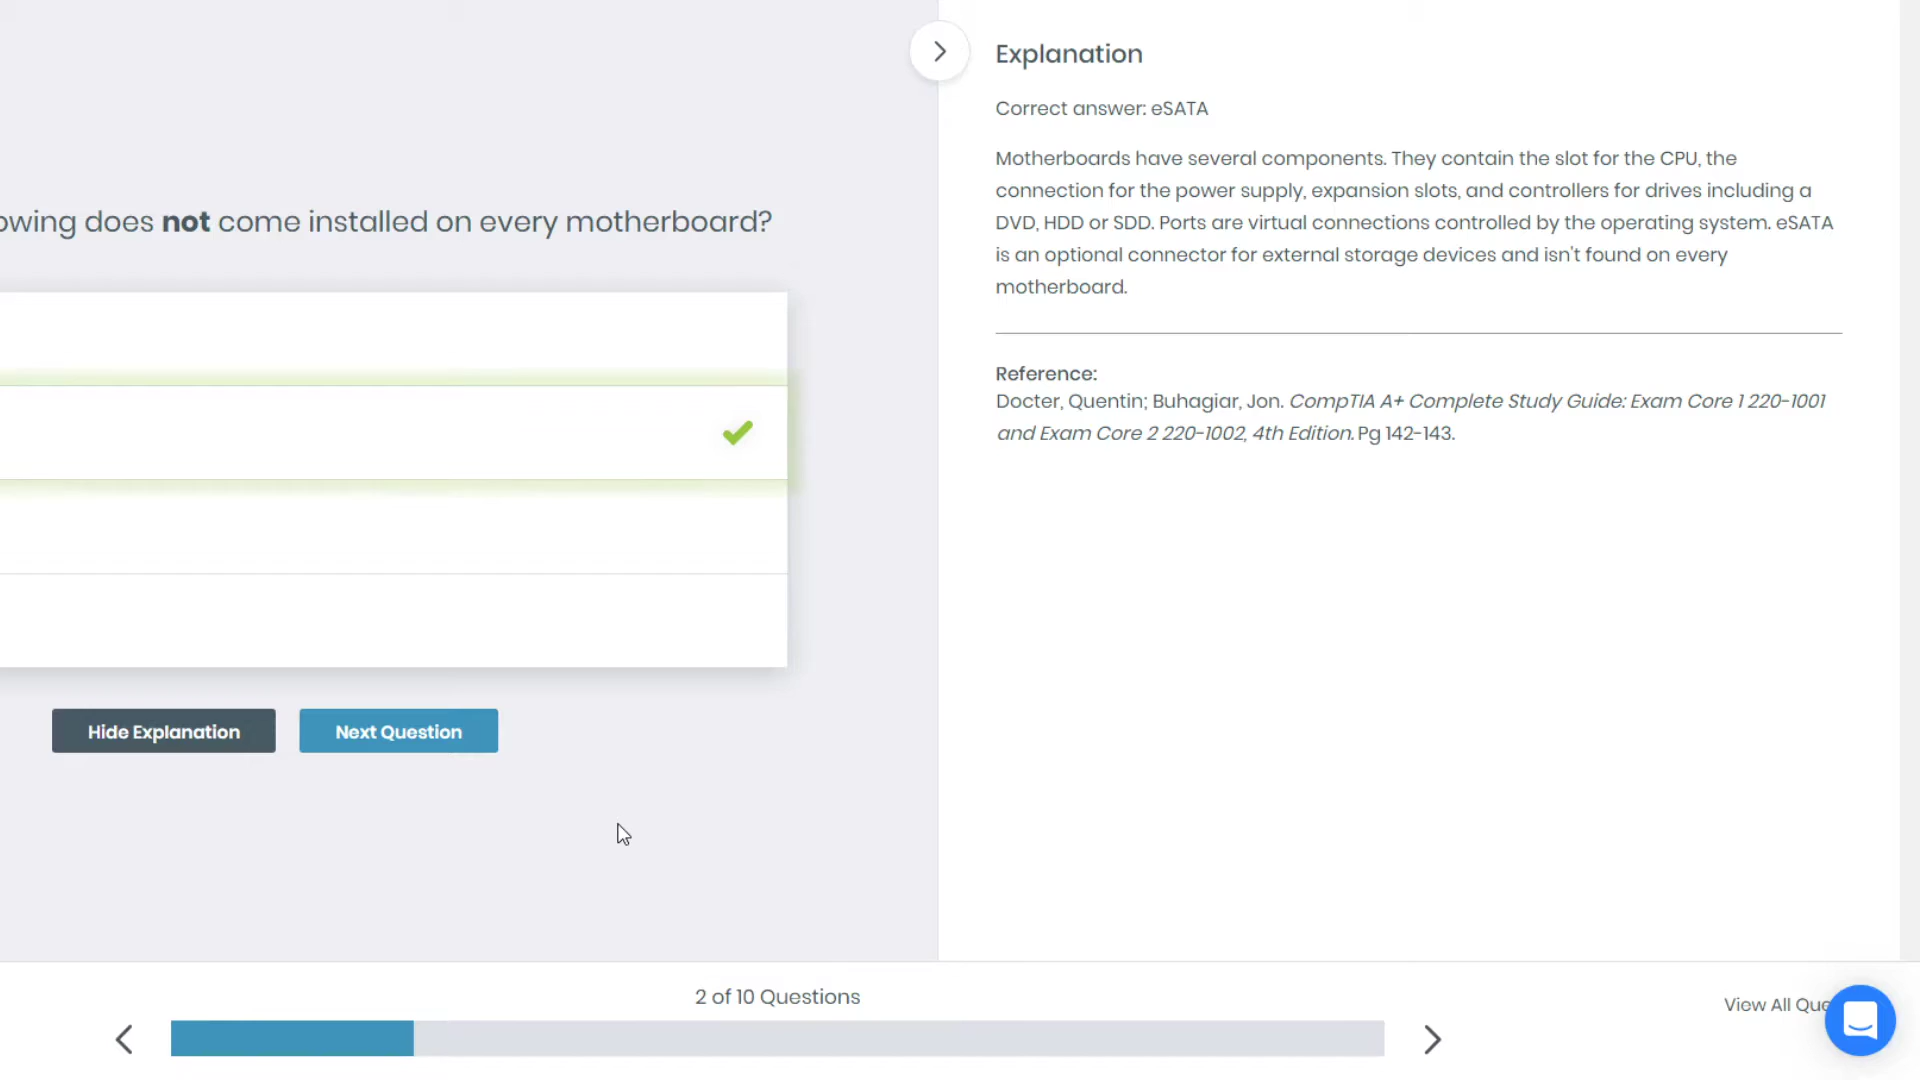 Explanation
Correct answer: eSATA
Motherboards have several components. They contain the slot for the CPU, the
connection for the power supply, expansion slots, and controllers for drives including a
DVD, HDD or SDD. Ports are virtual connections controlled by the operating system. eSATA
is an optional connector for external storage devices and isn't found on every
motherboard.
Reference:
Docter, Quentin; Buhagiar, Jon. CompTIA A+ Complete Study Guide: Exam Core 1 220-1001
and Exam Core 2 220-1002, 4th Edition. Pg 142-143.
owing does not come installed on every motherboard?
Hide Explanation
Next Question
2 of 10 Questions
View All Que